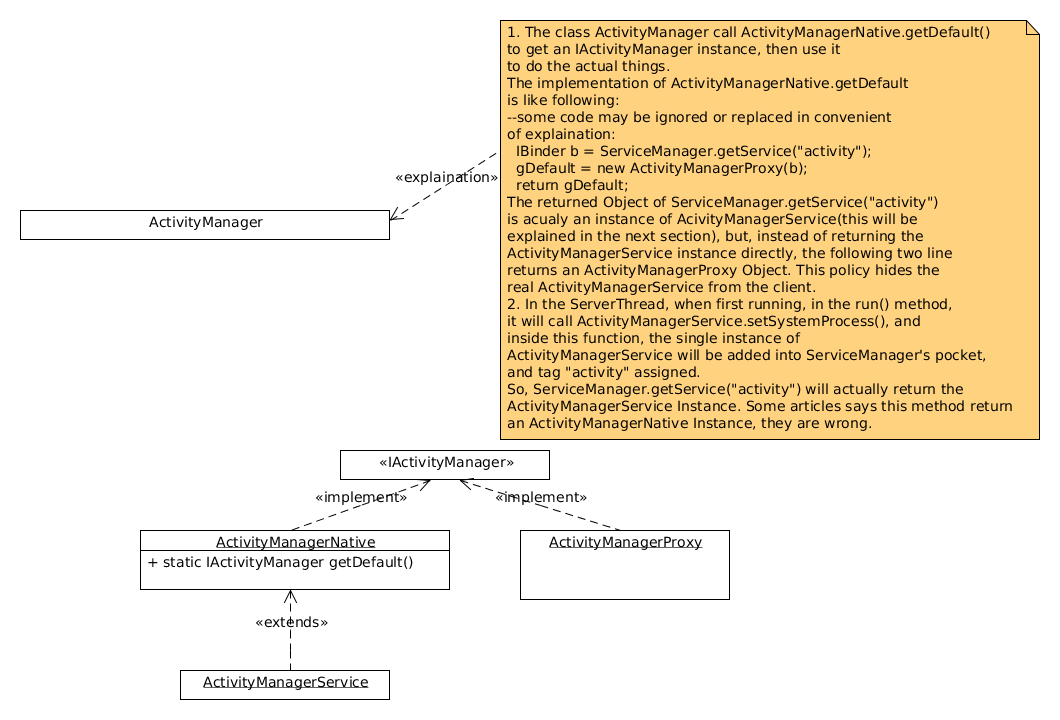 1. The class ActivityManager call ActivityManagerNative.getDefault()
to get an IActivityManager instance, then use it
to do the actual things.
The implementation of ActivityManagerNative.getDefault
is like following:
--some code may be ignored or replaced in convenient
of explaination:
IBinder b = ServiceManager.getService("activity");
gDefault = new ActivityManagerProxy(b);
return gDefault;
The returned Object of ServiceManager.getService("activity")
is acualy an instance of AcivityManagerService(this will be
explained in the next section), but, instead of returning the
ActivityManagerService instance directly, the following two line
returns an ActivityManagerProxy Object. This policy hides the
real ActivityManagerService from the client.
2. In the ServerThread, when first running, in the run() method,
it will call ActivityManagerService.setSystemProcess(), and
inside this function, the single instance of
ActivityManagerService will be added into ServiceManager's pocket,
and tag "activity" assigned.
So, ServiceManager.getService("activity") will actually return the
ActivityManagerService Instance. Some articles says this method return
an ActivityManagerNative Instance, they are wrong.
«explaination»
ActivityManager
«IActivityManager»
«implement»
«implement»
ActivityManagerNative
+ static IActivityManager getDefault()
ActivityManagerProxy
«extends»
ActivityManagerService